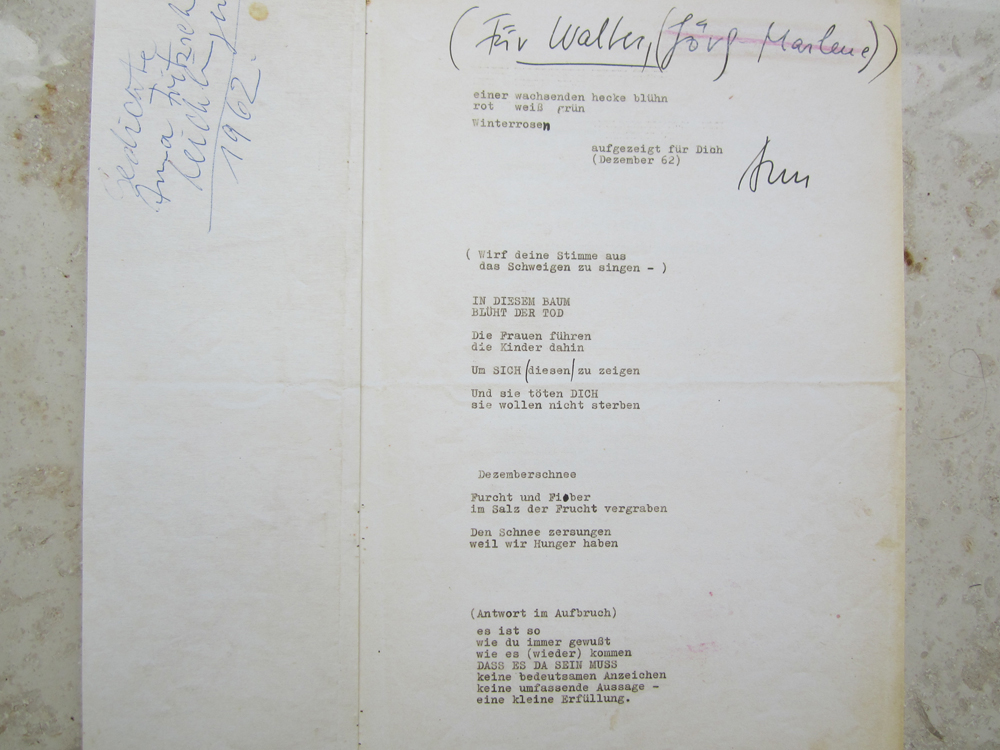 (Für Walter, (Jörg Marlene))
einer wachsenden hecke blühn
rot weiß grün
Winterrosen
aufgezeigt für Dich
(Dezember 62)
( Wirf deine Stimme aus
das Schweigen zu singen - )
IN DIESEM BAUM
BLÜHT DER TOD
Die Frauen führen
die Kinder dahin
Um SICH (diesen) zu zeigen
Und sie töten DICH
sie wollen nicht sterben
Dezemberschnee
Furcht und Fieber
im Salz der Frucht vergraben
Den Schnee zersungen
weil wir Hunger haben
(Antwort im Aufbruch)
es ist so
wie du immer gewußt
wie es (wieder) kommen
DASS ES DA SEIN MUSS
keine bedeutsamen Anzeichen
keine umfassende Aussage -
eine kleine Erfüllung.
Gedichte
1962.